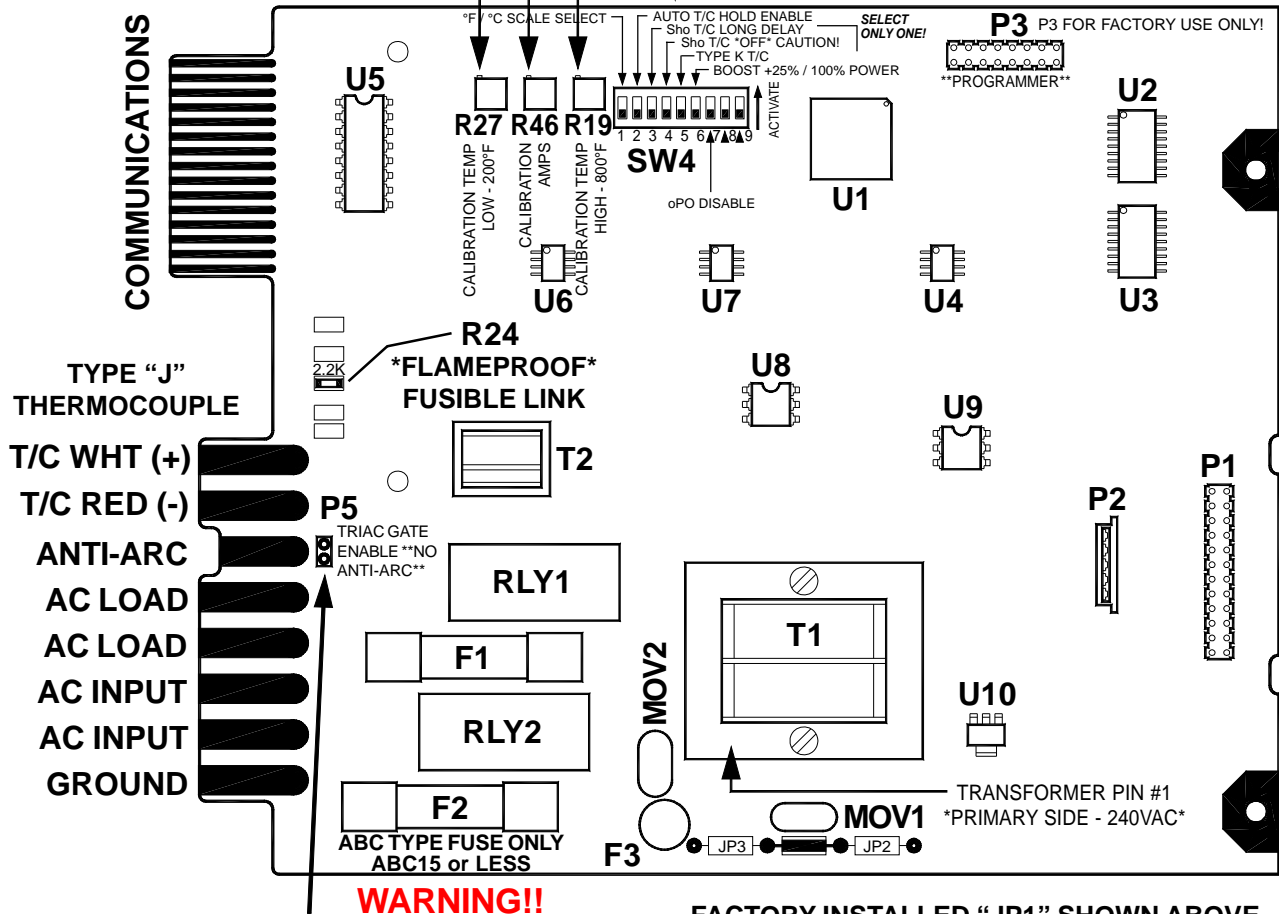 °F / °C SCALE SELECT
AUTO T/C HOLD ENABLE
Sho T/C LONG DELAY
Sho T/C *OFF* CAUTION!
TYPE K T/C
BOOST +25% / 100% POWER
SELECT
ONLY ONE!
P3 P3 FOR FACTORY USE ONLY!
**PROGRAMMER**
COMMUNICATIONS
U5
R27 R46 R19
CALIBRATION TEMP
LOW - 200°F
CALIBRATION
AMPS
CALIBRATION TEMP
HIGH - 800°F
1 2 3 4 5 6 7 8 9
ACTIVATE
SW4
oPO DISABLE
U1
U2
U3
U6
U7
U4
R24
*FLAMEPROOF*
FUSIBLE LINK
2.2K
TYPE “J”
THERMOCOUPLE
U8
U9
T/C WHT (+)
T/C RED (-)
ANTI-ARC
AC LOAD
AC LOAD
AC INPUT
AC INPUT
GROUND
T2
P5
TRIAC GATE
ENABLE **NO
ANTI-ARC**
P2
P1
RLY1
F1
RLY2
F2
ABC TYPE FUSE ONLY
ABC15 or LESS
MOV2
T1
U10
TRANSFORMER PIN #1
*PRIMARY SIDE - 240VAC*
MOV1
F3
JP3
JP2
WARNING!!
FACTORY INSTALLED “JP1” SHOWN ABOVE